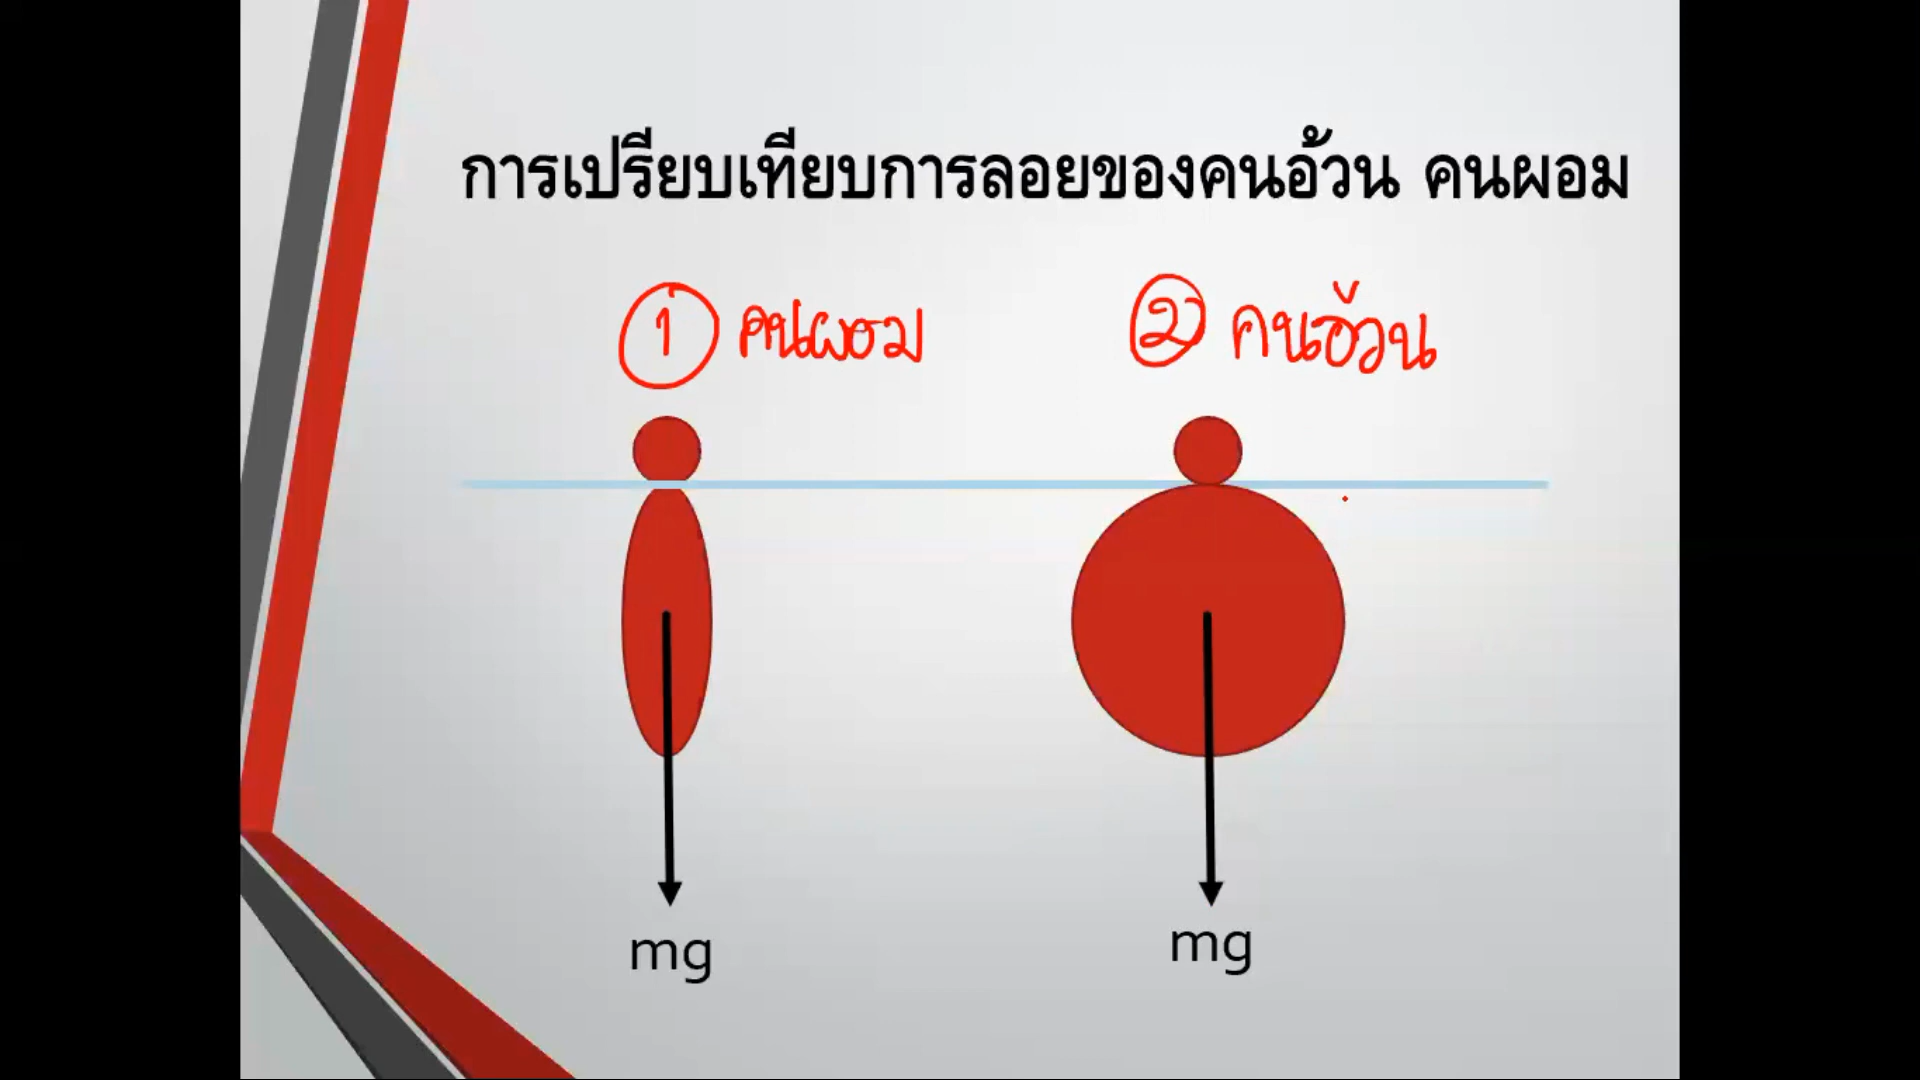 การเปรียบเทียบการลอยของคนอ้วน คนผอม
1 คนผอม
2 คนอ้วน
mg
mg